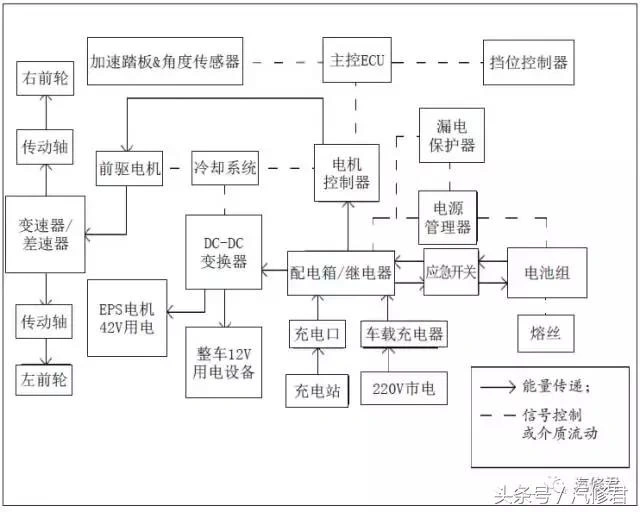 加速踏板&角度传感器
主控ECU
挡位控制器
右前轮
传动轴
前驱电机
冷却系统
电机
控制器
漏电
保护器
电源
管理器
变速器/
差速器
DC-DC
变换器
配电箱/继电器
应急开关
电池组
传动轴
EPS电机
42V用电
整车12V
用电设备
充电口
车载充电器
熔丝
左前轮
充电站
220V市电
能量传递；
信号控制
或介质流动
汽修君
头条号/汽修君